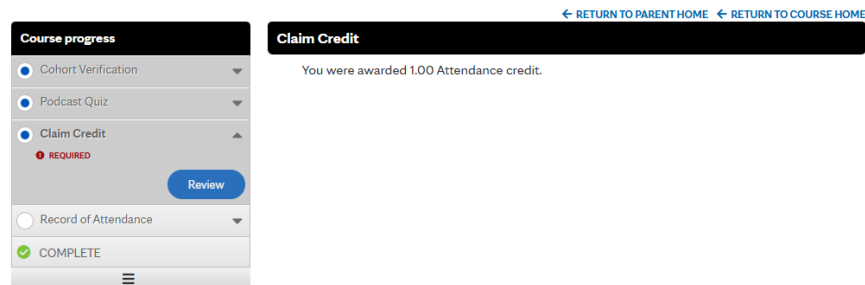 ← RETURN TO PARENT HOME ← RETURN TO COURSE HOME
Course progress
Cohort Verification
Podcast Quiz
Claim Credit
REQUIRED
Review
Record of Attendance
COMPLETE
Claim Credit
You were awarded 1.00 Attendance credit.